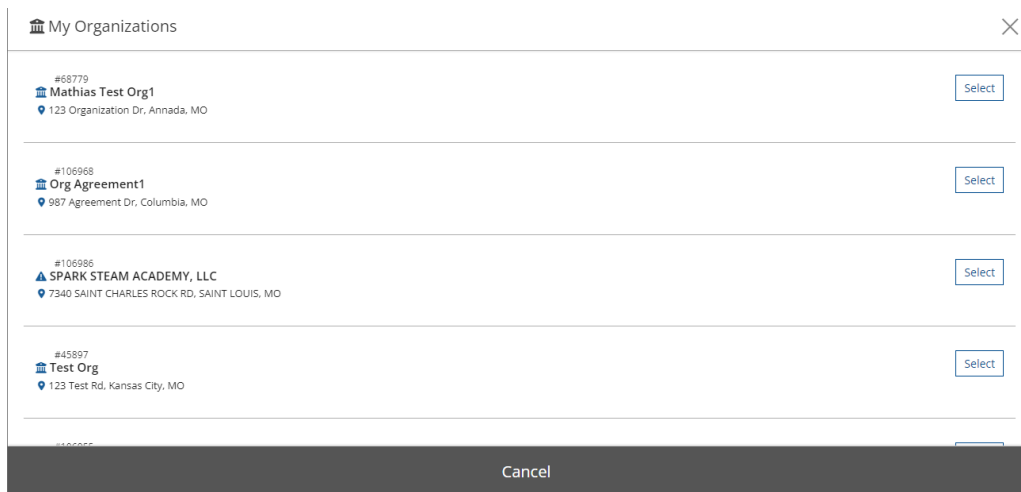 My Organizations
#68779
Mathias Test Org1
123 Organization Dr, Annada, MO
Select
#106968
Org Agreement1
987 Agreement Dr, Columbia, MO
Select
#106986
SPARK STEAM ACADEMY, LLC
7340 SAINT CHARLES ROCK RD, SAINT LOUIS, MO
Select
#45897
Test Org
123 Test Rd, Kansas City, MO
Select
Cancel